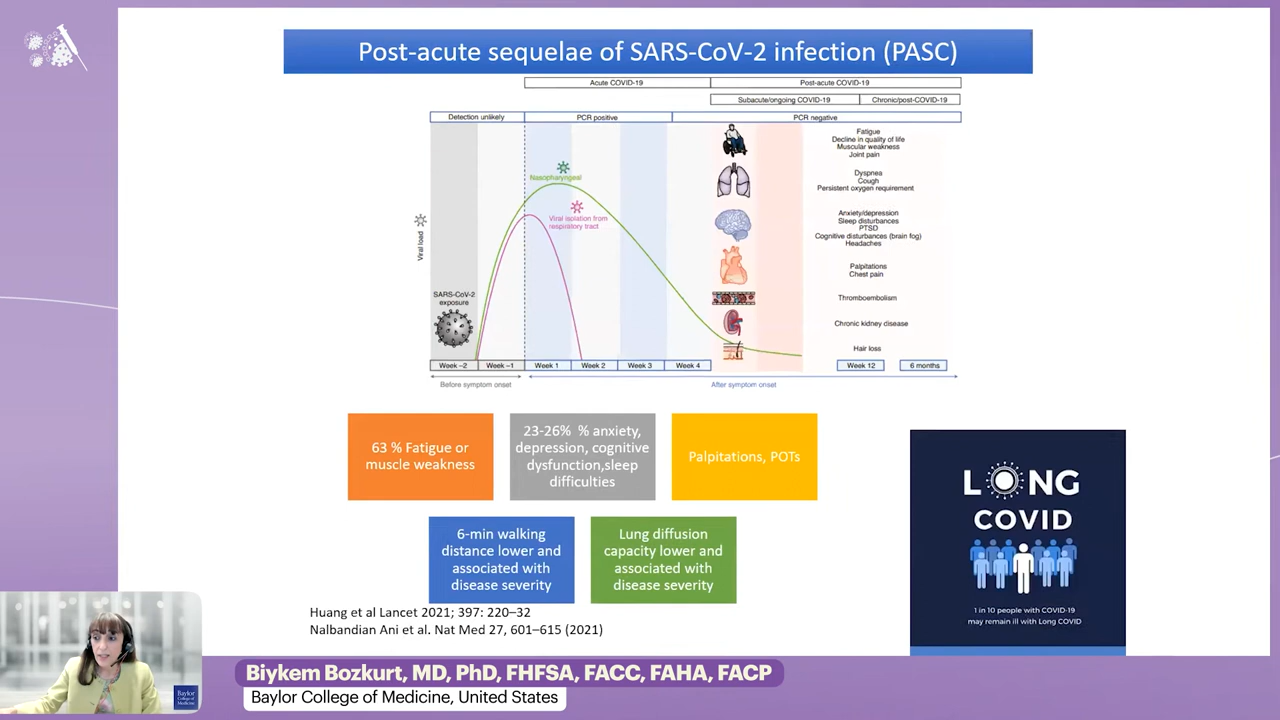 Post-acute sequelae of SARS-CoV-2 infection (PASC)
Acute COVID-19
Post-acute COVID-19
Subacute/ongoing COVID-19
Chronic/post-COVID-19
Detection unlikely
PCR positive
PCR negative
Fatigue
Decline in quality of life
Muscular weakness
Joint pain
Nasopharyngeal
Dyspnea
Cough
Persistent oxygen requirement
Viral isolation from
respiratory tract
Viral load
Anxiety/depression
Sleep disturbances
PTSD
Cognitive disturbances (brain fog)
Headaches
Palpitations
Chest pain
SARS-CoV-2
exposure
Thromboembolism
Chronic kidney disease
Hair loss
Week –2
Week –1
Week 1
Week 2
Week 3
Week 4
Week 12
6 months
Before symptom onset
After symptom onset
63 % Fatigue or
muscle weakness
23-26% % anxiety,
depression, cognitive
dysfunction,sleep
difficulties
Palpitations, POTs
6-min walking
distance lower and
associated with
disease severity
Lung diffusion
capacity lower and
associated with
disease severity
LONG
COVID
1 in 10 people with COVID-19
may remain ill with Long COVID
Huang et al Lancet 2021; 397: 220–32
Nalbandian Ani et al. Nat Med 27, 601–615 (2021)
Baylor
College of
Medicine
Biykem Bozkurt, MD, PhD, FHFSA, FACC, FAHA, FACP
Baylor College of Medicine, United States